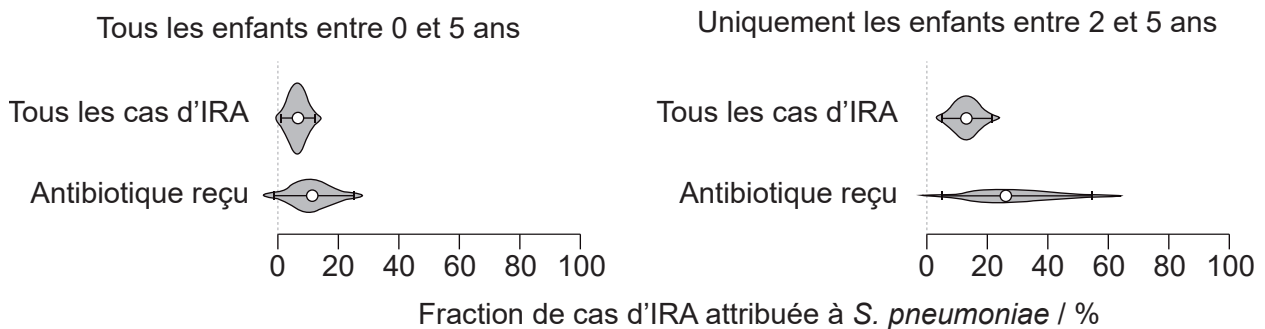 Tous les enfants entre 0 et 5 ans
Uniquement les enfants entre 2 et 5 ans
Tous les cas d’IRA
Tous les cas d’IRA
Antibiotique reçu
Antibiotique reçu
0 20 40 60 80 100
0 20 40 60 80 100
Fraction de cas d’IRA attribuée à S. pneumoniae / %